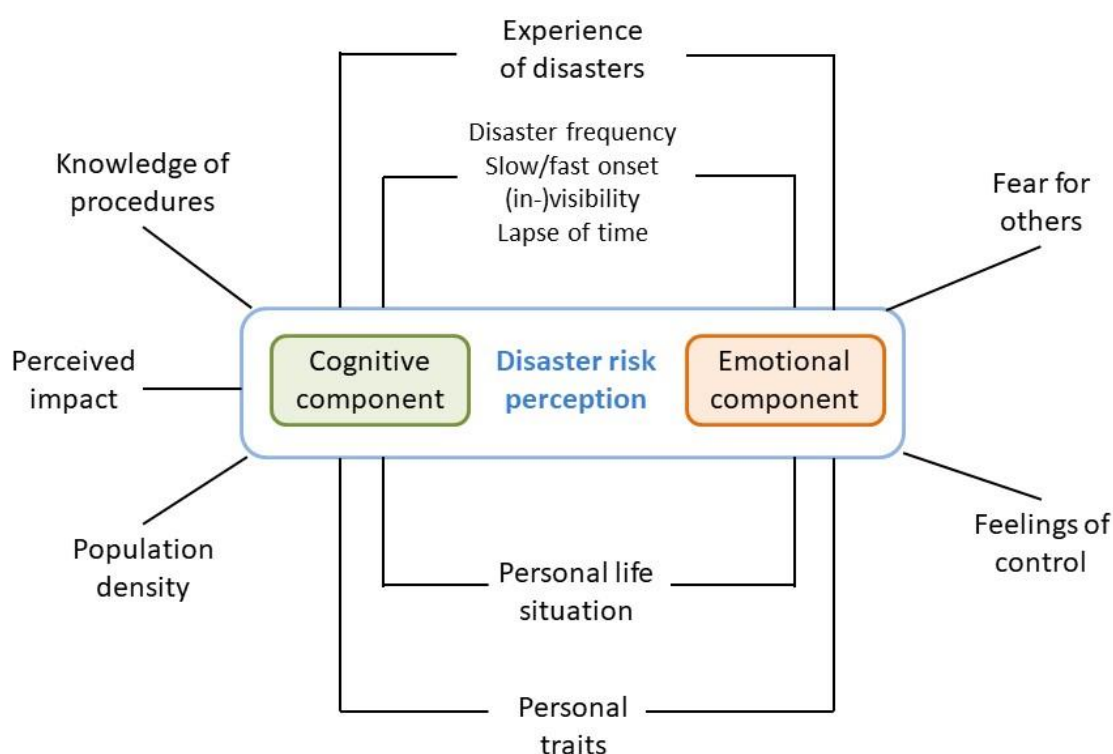 Experience
of disasters
Disaster frequency
Slow/fast onset
(in-)visibility
Lapse of time
Knowledge of
procedures
Fear for
others
Perceived
impact
Cognitive
component
Disaster risk
perception
Emotional
component
Population
density
Feelings of
control
Personal life
situation
Personal
traits